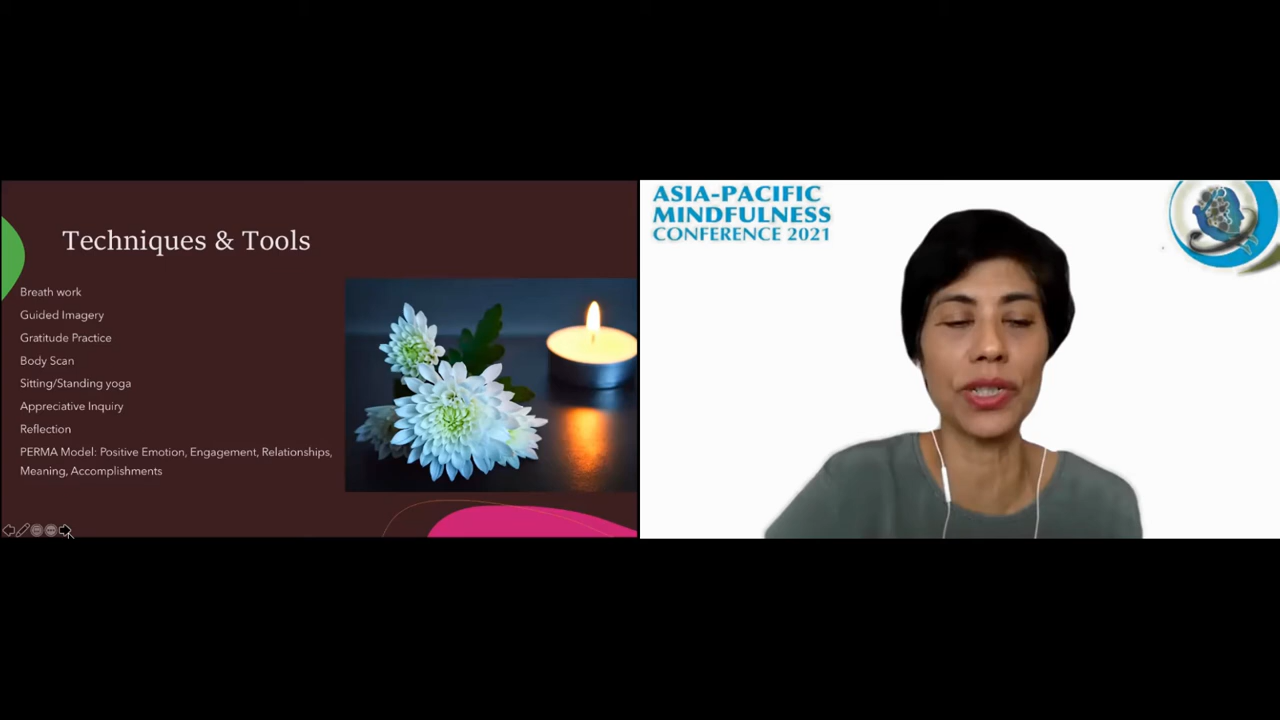 Techniques & Tools
Breath work
Guided Imagery
Gratitude Practice
Body Scan
Sitting/Standing yoga
Appreciative Inquiry
Reflection
PERMA Model: Positive Emotion, Engagement, Relationships,
Meaning, Accomplishments
ASIA-PACIFIC
MINDFULNESS
CONFERENCE 2021